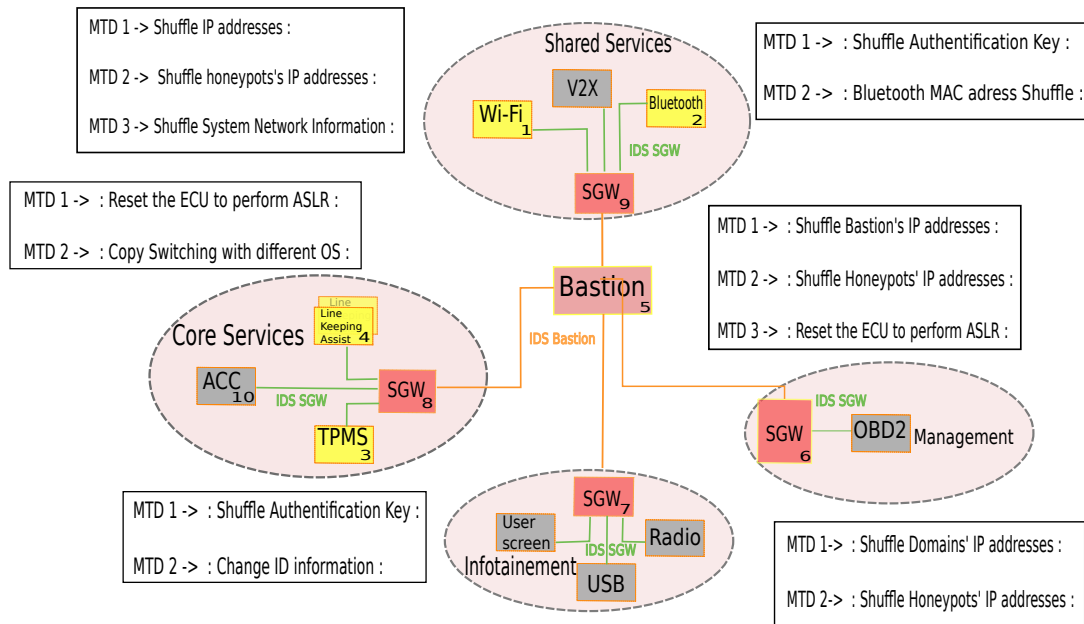 MTD 1 -> Shuffle IP addresses :
MTD 2 -> Shuffle honeypots's IP addresses :
MTD 3 -> Shuffle System Network Information :
Shared Services
V2X
Wi-Fi
1
Bluetooth
2
IDS SGW
SGW
9
MTD 1 -> : Shuffle Authentification Key :
MTD 2 -> : Bluetooth MAC adress Shuffle :
MTD 1 -> : Reset the ECU to perform ASLR :
MTD 2 -> : Copy Switching with different OS :
MTD 1 -> : Shuffle Bastion's IP addresses :
MTD 2 -> : Shuffle Honeypots' IP addresses :
MTD 3 -> : Reset the ECU to perform ASLR :
Bastion
5
IDS Bastion
Core Services
Line
Line
Keeping
Assist
4
ACC
10
IDS SGW
SGW
8
TPMS
3
SGW
6
IDS SGW
OBD2
Management
SGW
7
User
screen
IDS SGW
Radio
Infotainement
USB
MTD 1 -> : Shuffle Authentification Key :
MTD 2 -> : Change ID information :
MTD 1-> : Shuffle Domains' IP addresses :
MTD 2-> : Shuffle Honeypots' IP addresses :